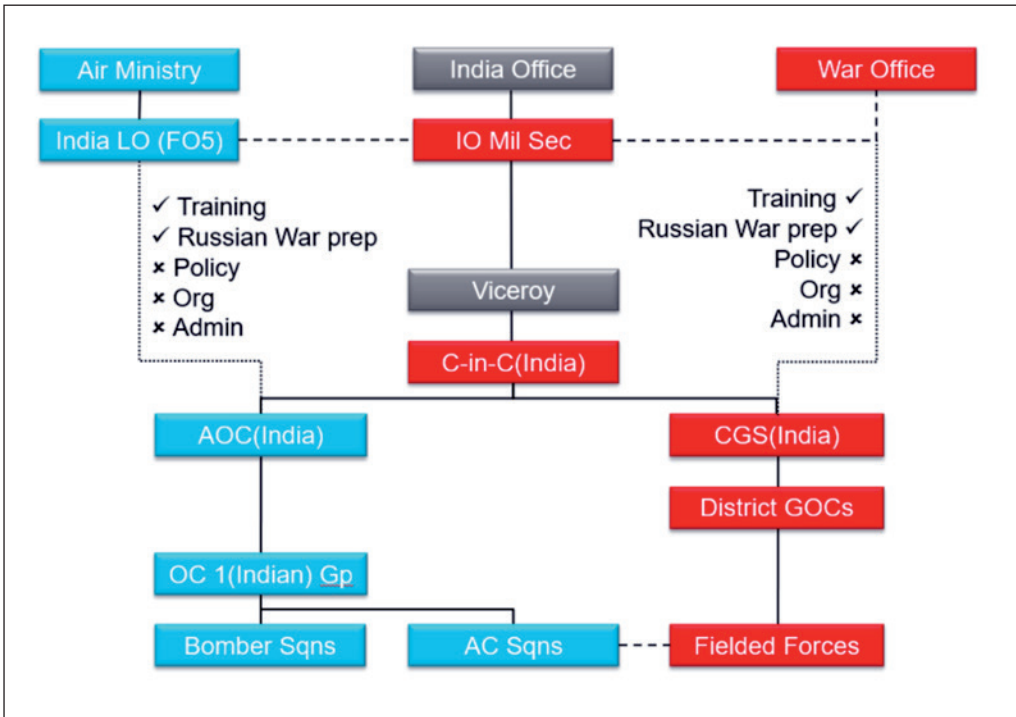 Air Ministry
India Office
War Office
India LO (FO5)
IO Mil Sec
✓ Training
✓ Russian War prep
✗ Policy
✗ Org
✗ Admin
Training ✓
Russian War prep ✓
Policy ✗
Org ✗
Admin ✗
Viceroy
C-in-C(India)
AOC(India)
CGS(India)
District GOCs
OC 1(Indian) Gp
Bomber Sqns
AC Sqns
Fielded Forces